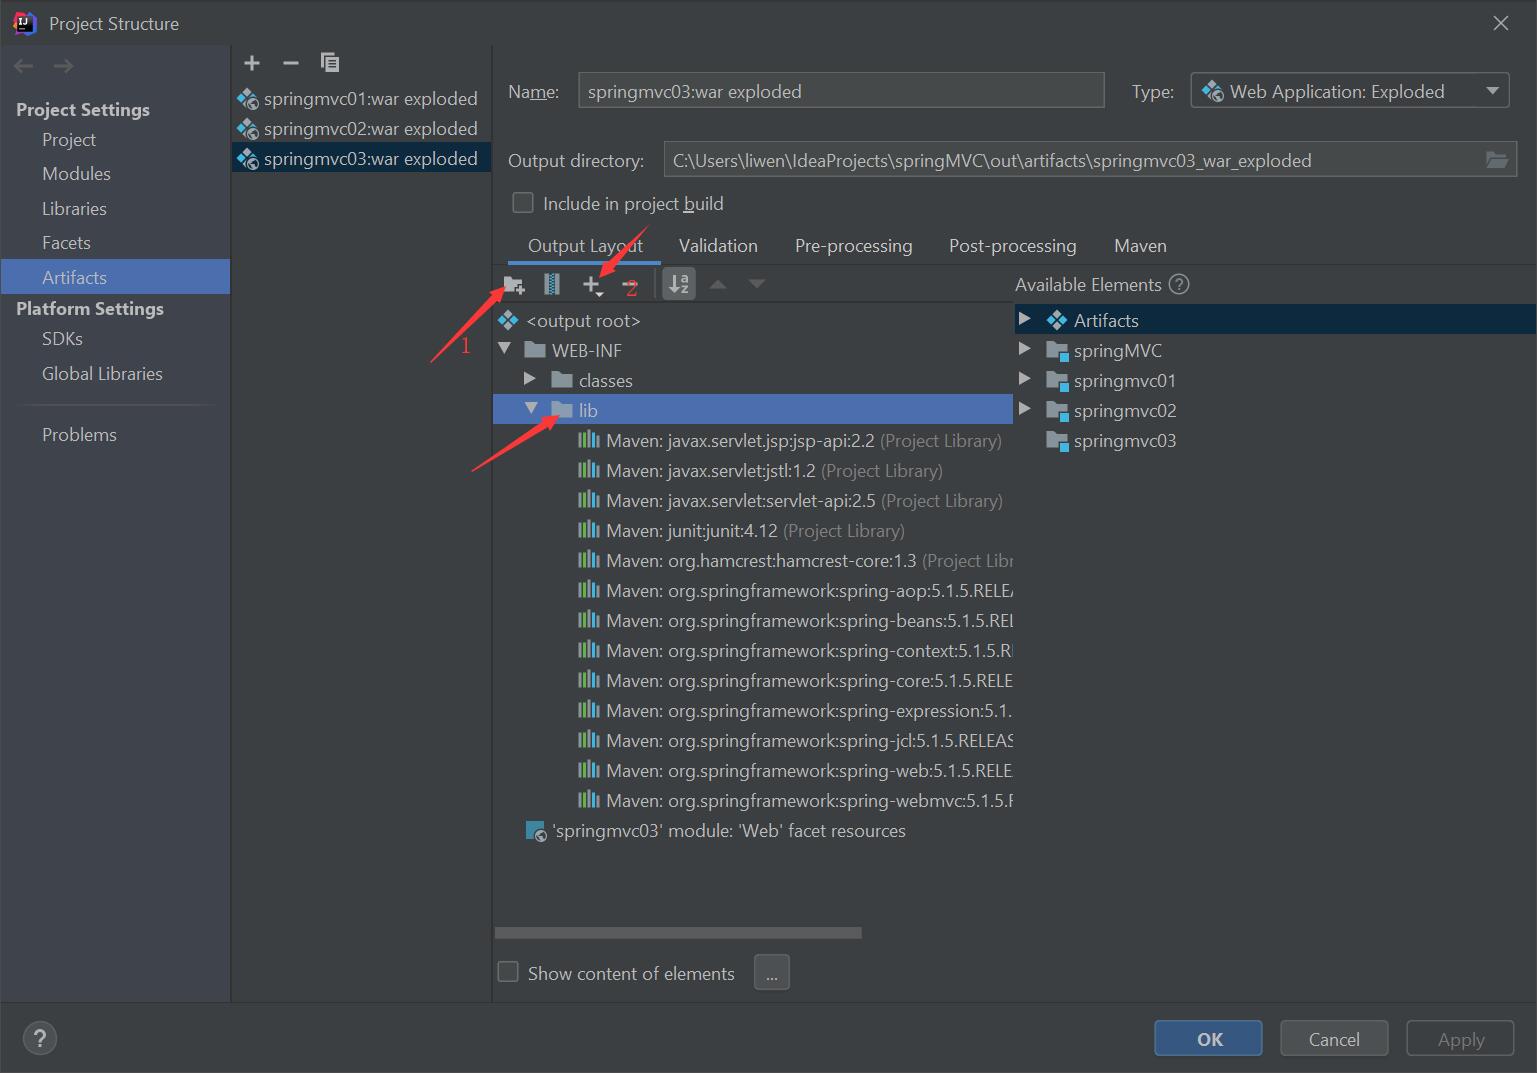 Project Structure
Project Settings
Project
Modules
Libraries
Facets
Artifacts
Platform Settings
SDKs
Global Libraries
Problems
springmvc01:war exploded
springmvc02:war exploded
springmvc03:war exploded
Name: springmvc03:war exploded
Type: Web Application: Exploded
Output directory: C:\Users\liwen\IdeaProjects\springMVC\out\artifacts\springmvc03_war_exploded
Include in project build
Output Layout Validation Pre-processing Post-processing Maven
2
1
<output root>
WEB-INF
classes
lib
Maven: javax.servlet.jsp:jsp-api:2.2 (Project Library)
Maven: javax.servlet:jstl:1.2 (Project Library)
Maven: javax.servlet:servlet-api:2.5 (Project Library)
Maven: junit:junit:4.12 (Project Library)
Maven: org.hamcrest:hamcrest-core:1.3 (Project Libr
Maven: org.springframework:spring-aop:5.1.5.RELEA
Maven: org.springframework:spring-beans:5.1.5.REL
Maven: org.springframework:spring-context:5.1.5.R
Maven: org.springframework:spring-core:5.1.5.RELE
Maven: org.springframework:spring-expression:5.1.
Maven: org.springframework:spring-jcl:5.1.5.RELEAS
Maven: org.springframework:spring-web:5.1.5.RELE
Maven: org.springframework:spring-webmvc:5.1.5.F
'springmvc03' module: 'Web' facet resources
Available Elements ?
Artifacts
springMVC
springmvc01
springmvc02
springmvc03
Show content of elements ...
? OK Cancel Apply